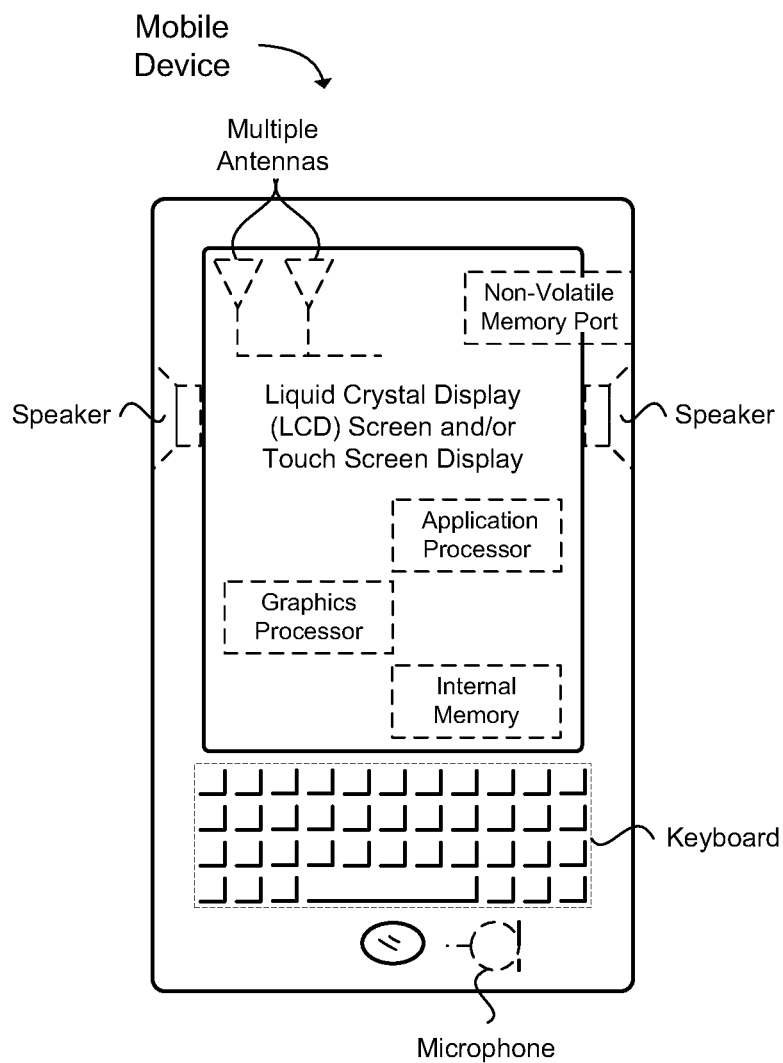 Mobile
Device
Multiple
Antennas
Non-Volatile
Memory Port
Speaker
Liquid Crystal Display
(LCD) Screen and/or
Touch Screen Display
Speaker
Application
Processor
Graphics
Processor
Internal
Memory
Keyboard
Microphone